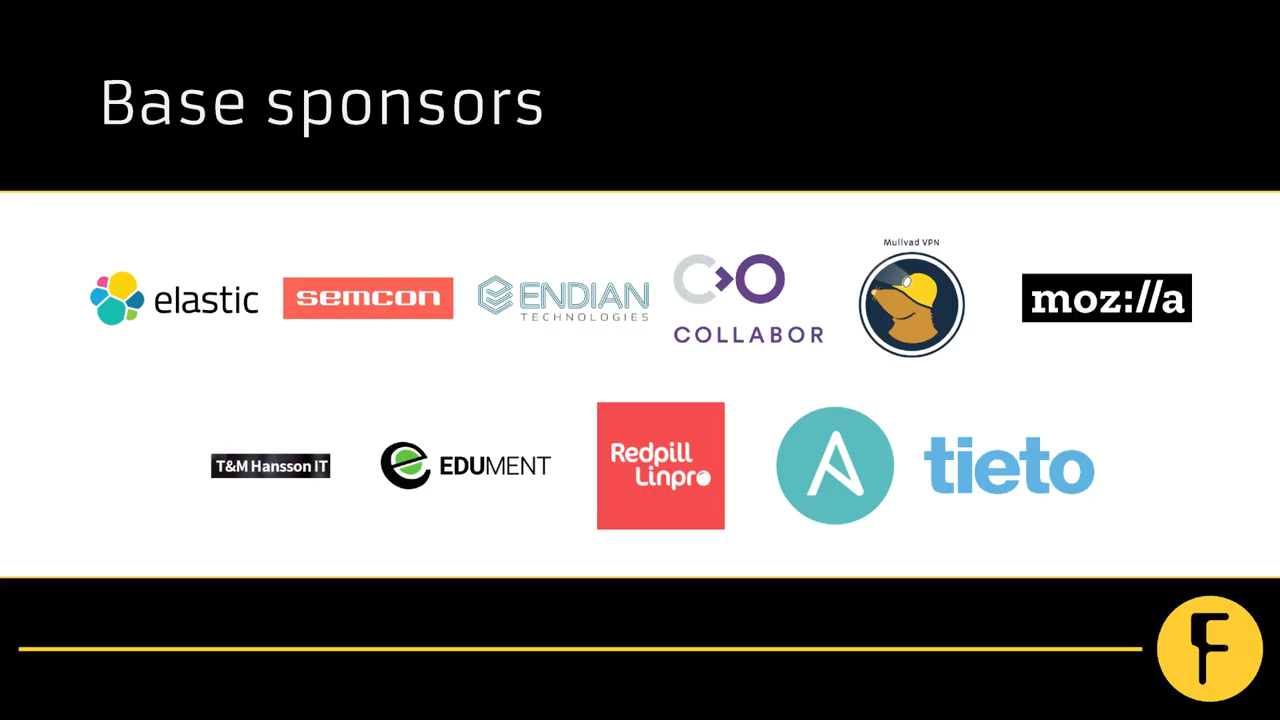 Base sponsors
elastic
semcon
ENDIAN
TECHNOLOGIES
COLLABOR
Mullvad VPN
moz://a
T&M Hansson IT
EDUMENT
Redpill
Linpro
A
tieto
F